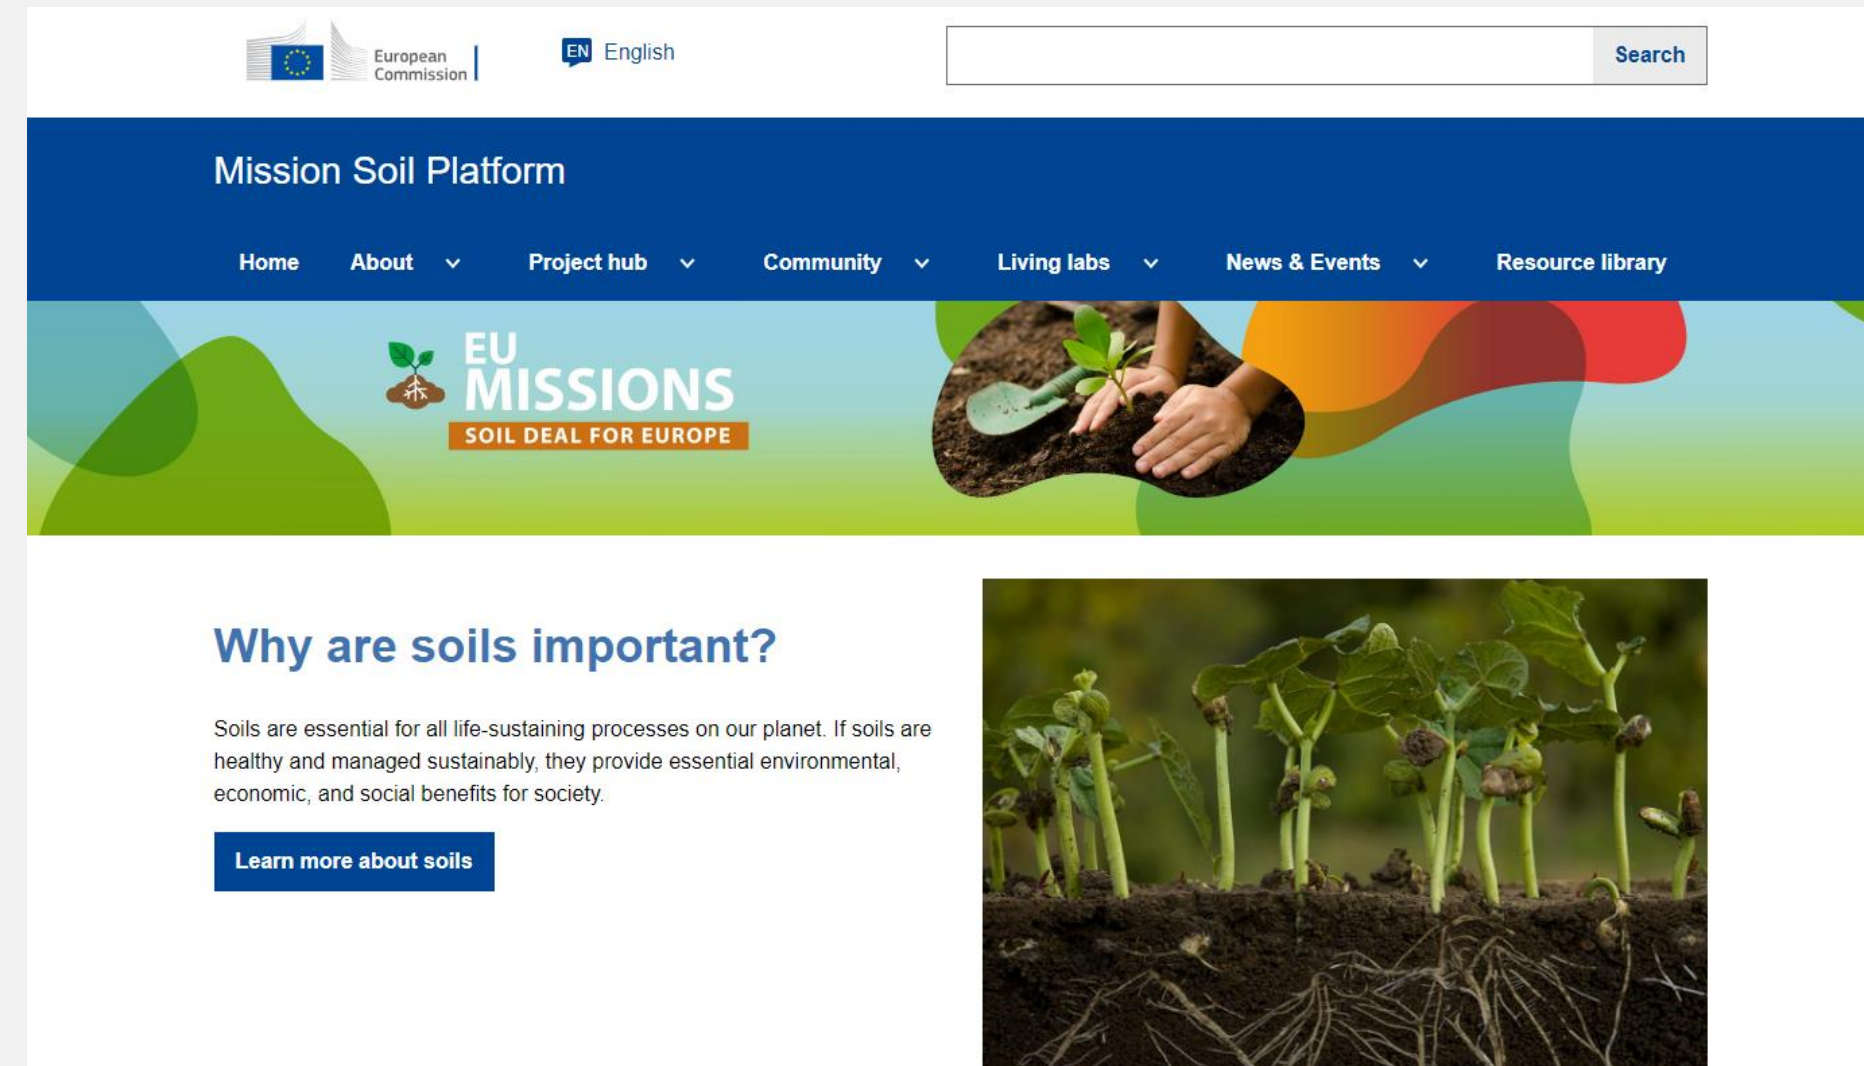 European
Commission
EN English
Search
Mission Soil Platform
Home About Project hub Community Living labs News & Events Resource library
EU
MISSIONS
SOIL DEAL FOR EUROPE
Why are soils important?
Soils are essential for all life-sustaining processes on our planet. If soils are
healthy and managed sustainably, they provide essential environmental,
economic, and social benefits for society.
Learn more about soils